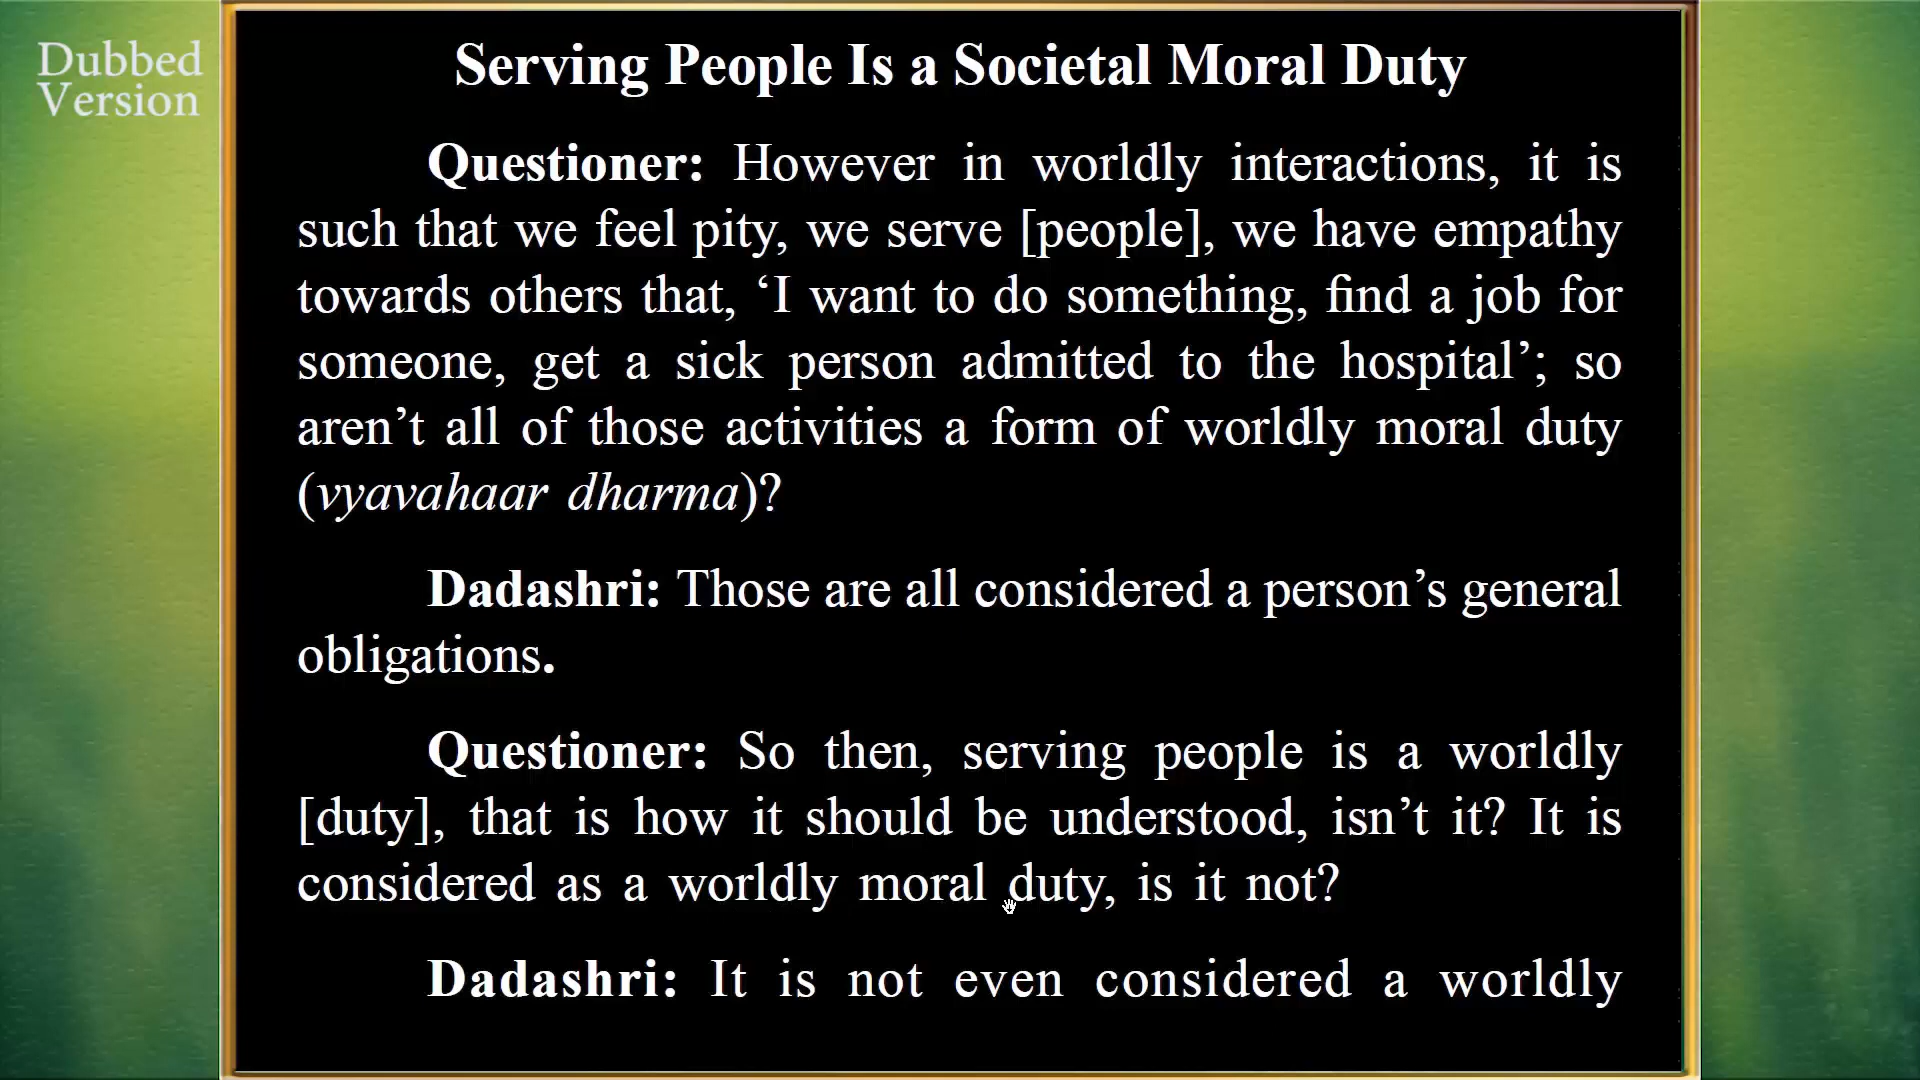 Dubbed
Version
Serving People Is a Societal Moral Duty
Questioner: However in worldly interactions, it is
such that we feel pity, we serve [people], we have empathy
towards others that, ‘I want to do something, find a job for
someone, get a sick person admitted to the hospital’; so
aren’t all of those activities a form of worldly moral duty
(vyavahaar dharma)?
Dadashri: Those are all considered a person’s general
obligations.
Questioner: So then, serving people is a worldly
[duty], that is how it should be understood, isn’t it? It is
considered as a worldly moral duty, is it not?
Dadashri: It is not even considered a worldly